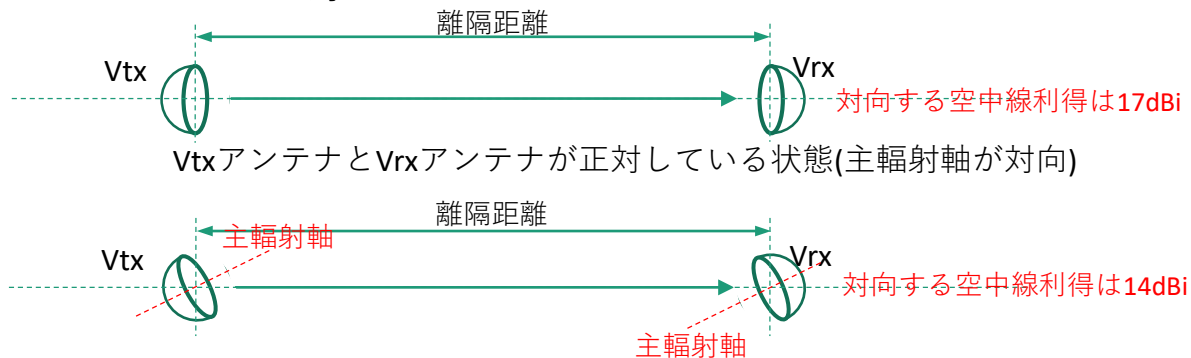 離隔距離
Vtx
Vrx
対向する空中線利得は17dBi
VtxアンテナとVrxアンテナが正対している状態(主輻射軸が対向)
離隔距離
主輻射軸
Vtx
Vrx
対向する空中線利得は14dBi
主輻射軸